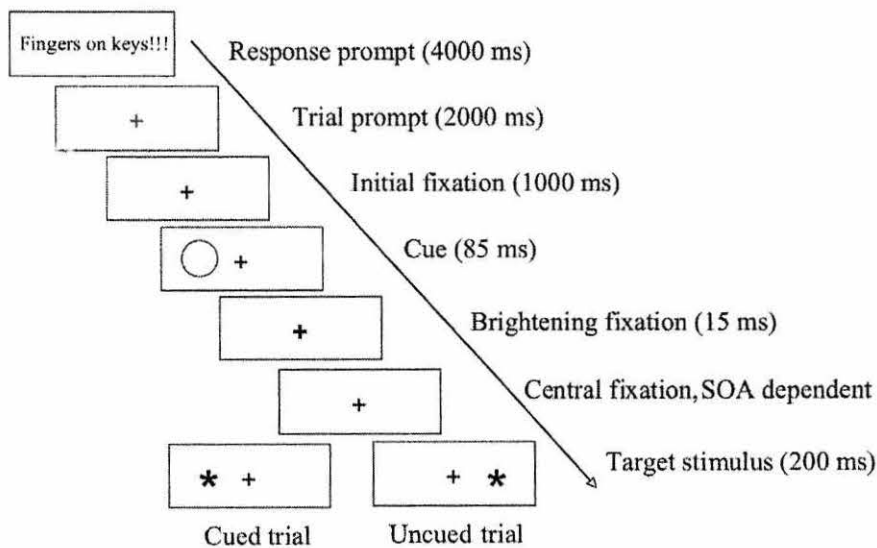 Fingers on keys!!!
Response prompt (4000 ms)
+
Trial prompt (2000 ms)
+
Initial fixation (1000 ms)
+
Cue (85 ms)
+
Brightening fixation (15 ms)
+
Central fixation, SOA dependent
+
Target stimulus (200 ms)
* +
+ *
Cued trial
Uncued trial